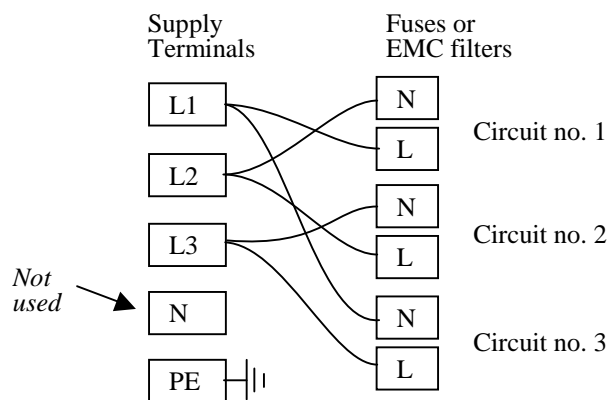 Supply
Terminals
Fuses or
EMC filters
L1
L2
L3
N
PE
Not
used
N
L
Circuit no. 1
N
L
Circuit no. 2
N
L
Circuit no. 3